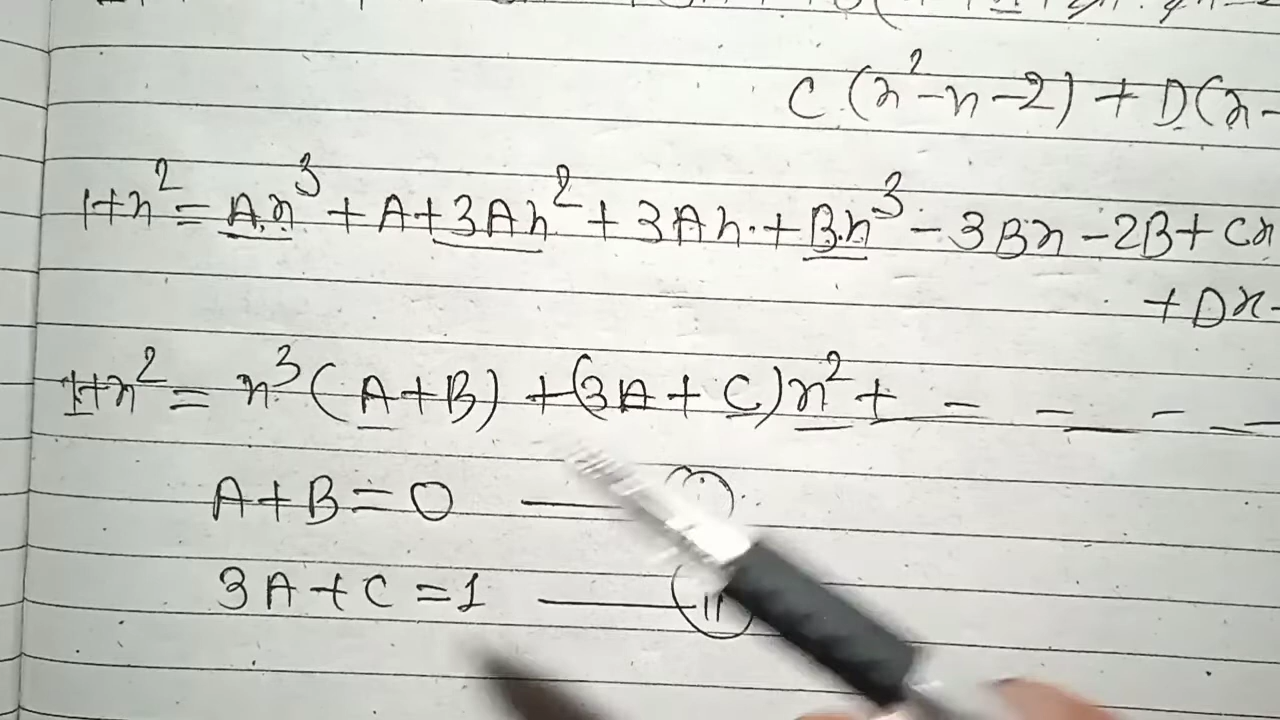 C (x²-x-2) + D(x-
1+x² = Ax³ + A + 3Ax² + 3Ax + Bx³ - 3Bx - 2B + Cx
+ Dx-
1+x² = x³(A+B) + (3A+C)x² + _ _ _ _ _
A+B=0 —— (i)
3A+C=1 —— (ii)